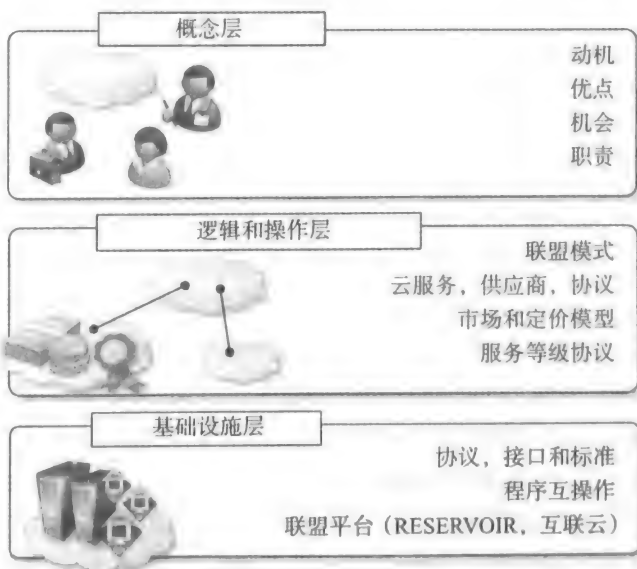 概念层
动机
优点
机会
职责
逻辑和操作层
联盟模式
云服务，供应商，协议
市场和定价模型
服务等级协议
基础设施层
协议，接口和标准
程序互操作
联盟平台（RESERVOIR，互联云）